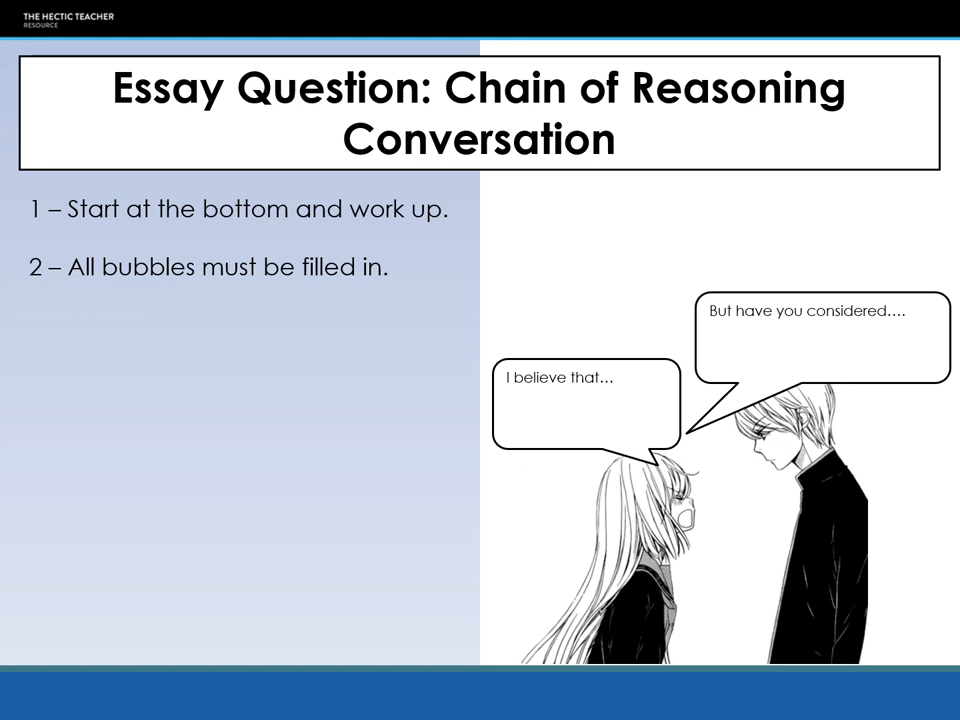 THE HECTIC TEACHER
RESOURCE
Essay Question: Chain of Reasoning
Conversation
1 – Start at the bottom and work up.
2 – All bubbles must be filled in.
But have you considered….
I believe that…